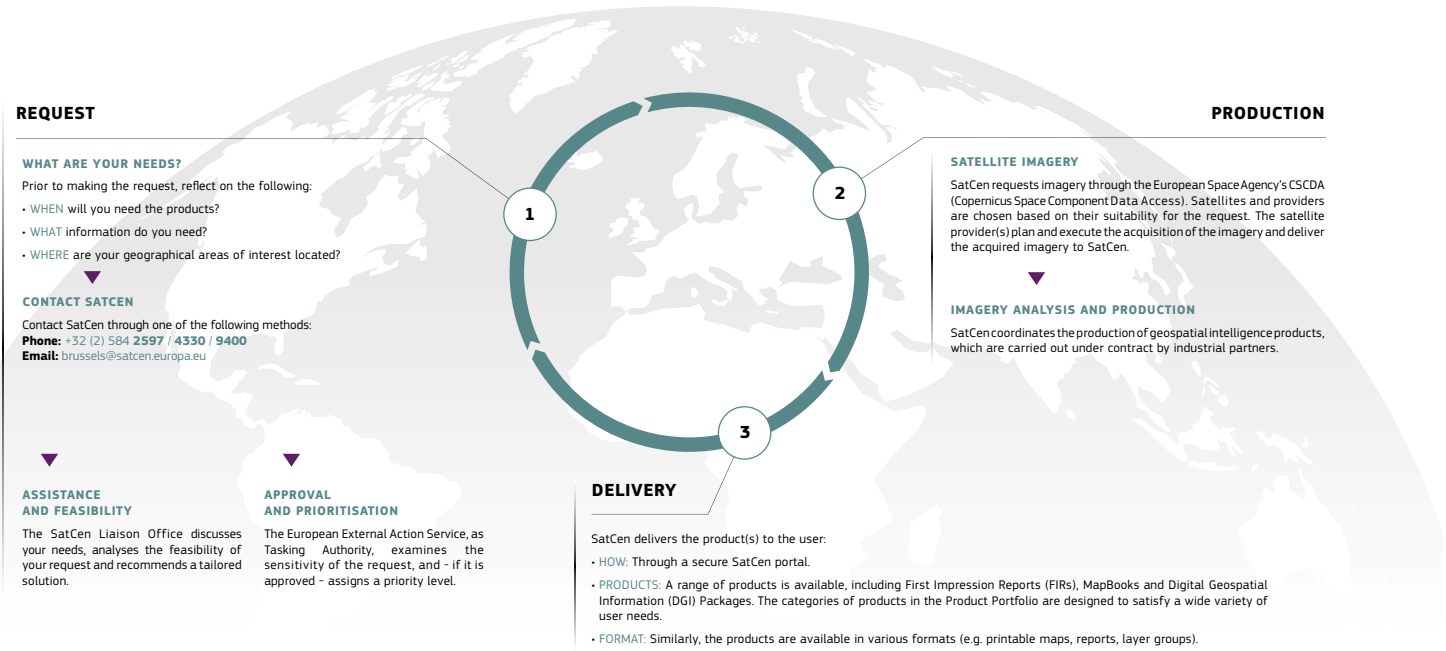 REQUEST
WHAT ARE YOUR NEEDS?
Prior to making the request, reflect on the following:
• WHEN will you need the products?
• WHAT information do you need?
• WHERE are your geographical areas of interest located?
CONTACT SATCEN
Contact SatCen through one of the following methods:
Phone: +32 (2) 584 2597 / 4330 / 9400
Email: brussels@satcen.europa.eu
ASSISTANCE
AND FEASIBILITY
The SatCen Liaison Office discusses
your needs, analyses the feasibility of
your request and recommends a tailored
solution.
APPROVAL
AND PRIORITISATION
The European External Action Service, as
Tasking Authority, examines the
sensitivity of the request, and - if it is
approved - assigns a priority level.
1
2
3
PRODUCTION
SATELLITE IMAGERY
SatCen requests imagery through the European Space Agency's CSCDA
(Copernicus Space Component Data Access). Satellites and providers
are chosen based on their suitability for the request. The satellite
provider(s) plan and execute the acquisition of the imagery and deliver
the acquired imagery to SatCen.
IMAGERY ANALYSIS AND PRODUCTION
SatCen coordinates the production of geospatial intelligence products,
which are carried out under contract by industrial partners.
DELIVERY
SatCen delivers the product(s) to the user:
• HOW: Through a secure SatCen portal.
• PRODUCTS: A range of products is available, including First Impression Reports (FIRs), MapBooks and Digital Geospatial
Information (DGI) Packages. The categories of products in the Product Portfolio are designed to satisfy a wide variety of
user needs.
• FORMAT: Similarly, the products are available in various formats (e.g. printable maps, reports, layer groups).